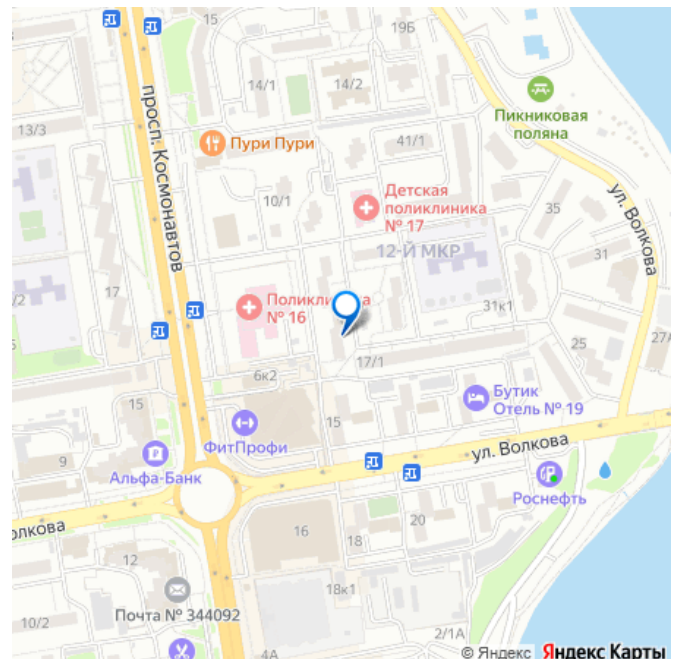 15
15
19Б
14/1
14/2
Пикниковая
поляна
13/3
просп. Космонавтов
Пури Пури
41/1
Детская
поликлиника
№ 17
10/1
35
ул. Волкова
12-Й МКР
31
/2
17
Поликлиника
№ 16
31к1
27А
25
17/1
6к2
Бутик
Отель № 19
15
15
ФитПрофи
ул. Волкова
9
Альфа-Банк
Роснефть
олкова
16
20
18
12
18к1
Почта № 344092
10/2
2/1А
4А
© Яндекс Яндекс Карты